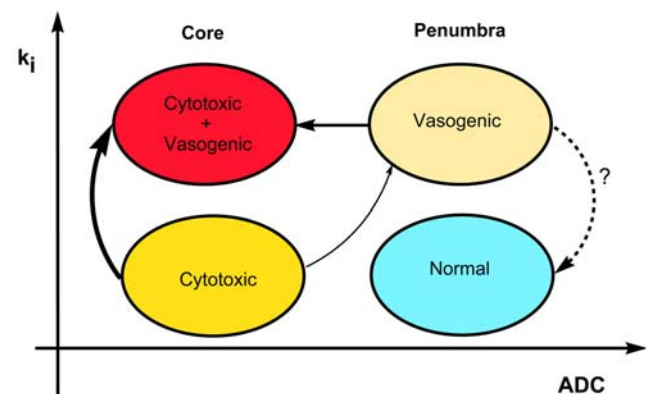 Core
Penumbra
ki
Cytotoxic
+
Vasogenic
Vasogenic
?
Cytotoxic
Normal
ADC